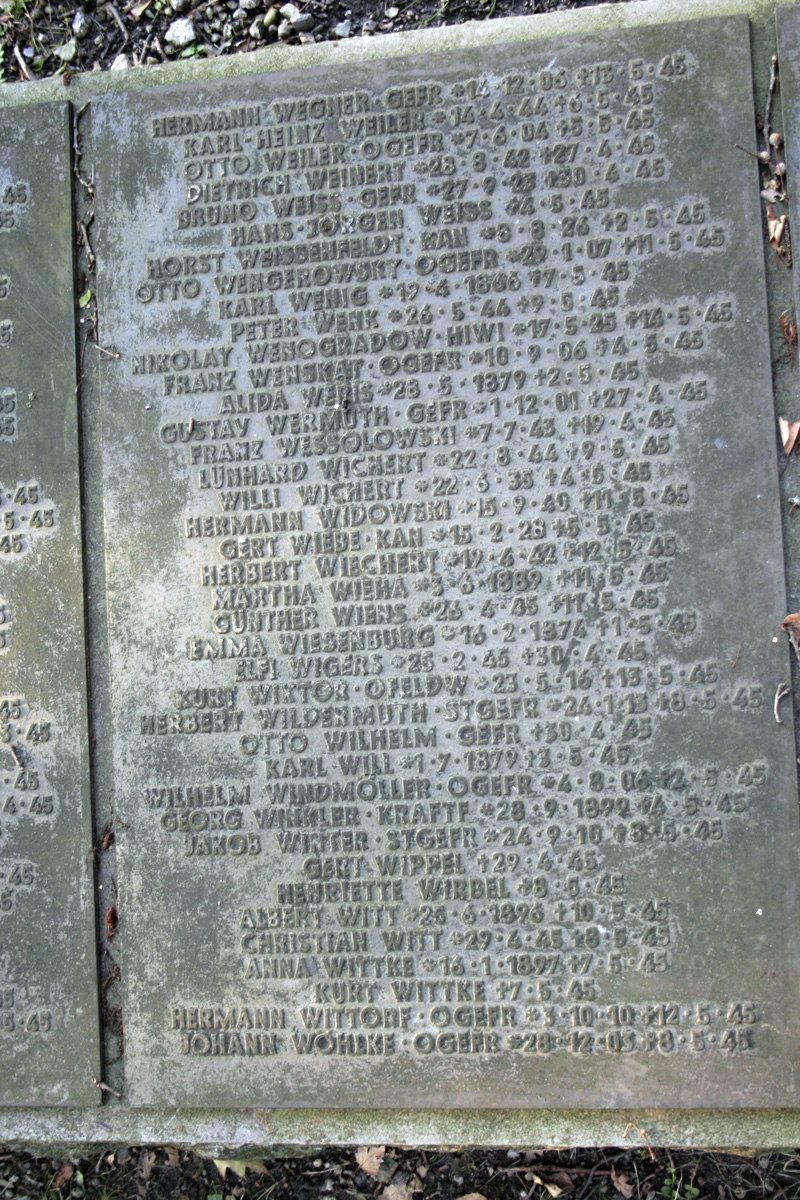 HERMANN WEGNER·GEFR *14·12·06 +13·5·45
KARL-HEINZ WEILER *14·4·44 +6·5·45
OTTO WEILER·OGEFR *7·6·04 +5·5·45
DIETRICH WEINERT *28·8·42 +27·4·45
BRUNO WEISS·GEFR *27·9·23 +30·4·45
HANS-JÜRGEN WEISS +4·5·45
HORST WEISSENFELDT·KAN *8·8·26 +2·5·45
OTTO WENGEROWSKY·OGEFR *29·1·07 +11·5·45
KARL WENIG *19·4·1886 +7·5·45
PETER WENK *26·5·44 +9·5·45
NIKOLAY WENOGRADOW·HIWI *17·5·25 +14·5·45
FRANZ WENSKAT·OGEFR *10·9·06 +4·5·45
ALIDA WERIS *28·5·1879 +2·5·45
GUSTAV WERMUTH·GEFR *1·12·01 +27·4·45
FRANZ WESSOLOWSKI *7·7·43 +19·4·45
LÜNHARD WICHERT *22·8·44 +9·5·45
WILLI WICHERT *22·6·35 +4·5·45
HERMANN WIDOWSKI *15·9·40 +11·5·45
GERT WIEBE·KAN *15·2·28 +5·5·45
HERBERT WIECHERT *19·4·42 +12·5·45
MARTHA WIEHA *3·6·1889 +11·5·45
GÜNTHER WIENS *26·4·45 +11·5·45
EMMA WIESENBURG *16·2·1874 +1·5·45
ELFI WIGERS *25·2·45 +30·4·45
KURT WIKTOR·OFELDW *23·5·16 +13·5·45
HERBERT WILDERMUTH·STGEFR *24·1·13 +8·5·45
OTTO WILHELM·GEFR +30·4·45
KARL WILL *1·7·1879 +3·5·45
WILHELM WINDMÖLLER·OGEFR *4·8·06 +2·5·45
GEORG WINKLER·KRAFTF *28·9·1899 +4·5·45
JAKOB WINTER·STGEFR *24·9·10 +8·5·45
GERT WIPPEL +29·4·45
HENRIETTE WIRBEL +8·5·45
ALBERT WITT *25·6·1896 +10·5·45
CHRISTIAN WITT *29·4·45 +8·5·45
ANNA WITTKE *16·1·1897 +7·5·45
KURT WITTKE +7·5·45
HERMANN WITTORF·OGEFR *3·10·10 +12·5·45
JOHANN WÖHLKE·OGEFR *28·12·03 +8·5·45